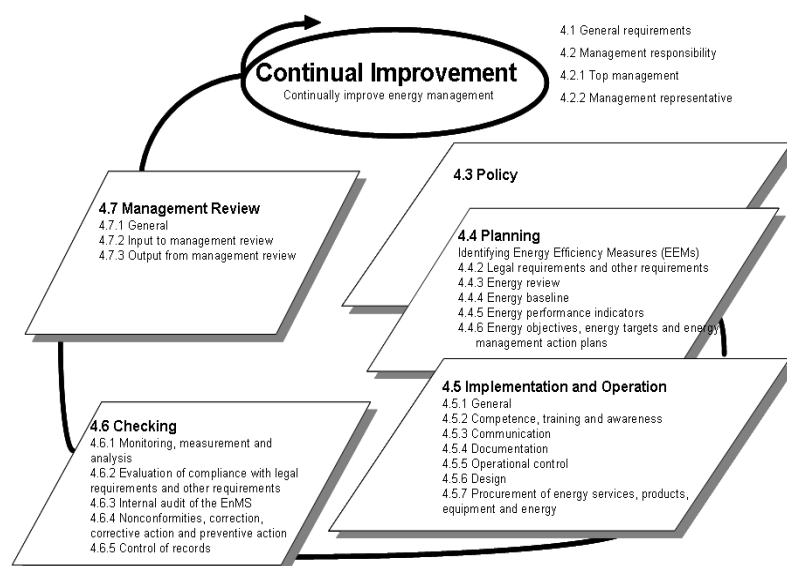 Continual Improvement
Continually improve energy management
4.1 General requirements
4.2 Management responsibility
4.2.1 Top management
4.2.2 Management representative
4.3 Policy
4.7 Management Review
4.7.1 General
4.7.2 Input to management review
4.7.3 Output from management review
4.4 Planning
Identifying Energy Efficiency Measures (EEMs)
4.4.2 Legal requirements and other requirements
4.4.3 Energy review
4.4.4 Energy baseline
4.4.5 Energy performance indicators
4.4.6 Energy objectives, energy targets and energy
management action plans
4.5 Implementation and Operation
4.5.1 General
4.5.2 Competence, training and awareness
4.5.3 Communication
4.5.4 Documentation
4.5.5 Operational control
4.5.6 Design
4.5.7 Procurement of energy services, products,
equipment and energy
4.6 Checking
4.6.1 Monitoring, measurement and
analysis
4.6.2 Evaluation of compliance with legal
requirements and other requirements
4.6.3 Internal audit of the EnMS
4.6.4 Nonconformities, correction,
corrective action and preventive action
4.6.5 Control of records